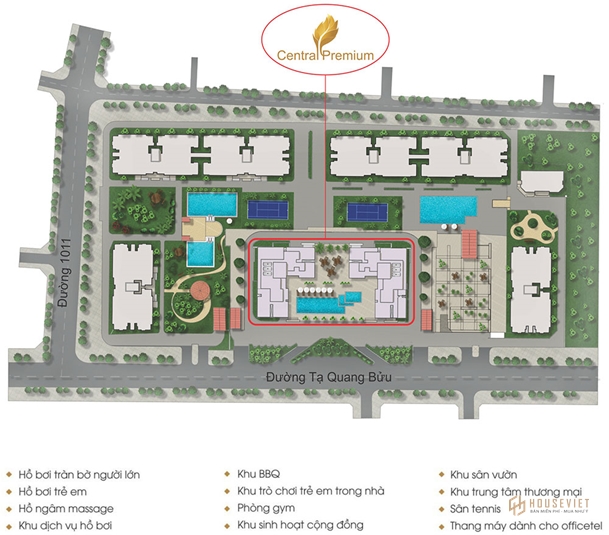 Central Premium
Đường 1011
Đường Tạ Quang Bửu
Hồ bơi tràn bờ người lớn
Hồ bơi trẻ em
Hồ ngâm massage
Khu dịch vụ hồ bơi
Khu BBQ
Khu trò chơi trẻ em trong nhà
Phòng gym
Khu sinh hoạt cộng đồng
Khu sân vườn
Khu trung tâm thương mại
Sân tennis
Thang máy dành cho officetel
HOUSEVIET
BÁN MIỄN PHÍ - MUA NHƯ Ý